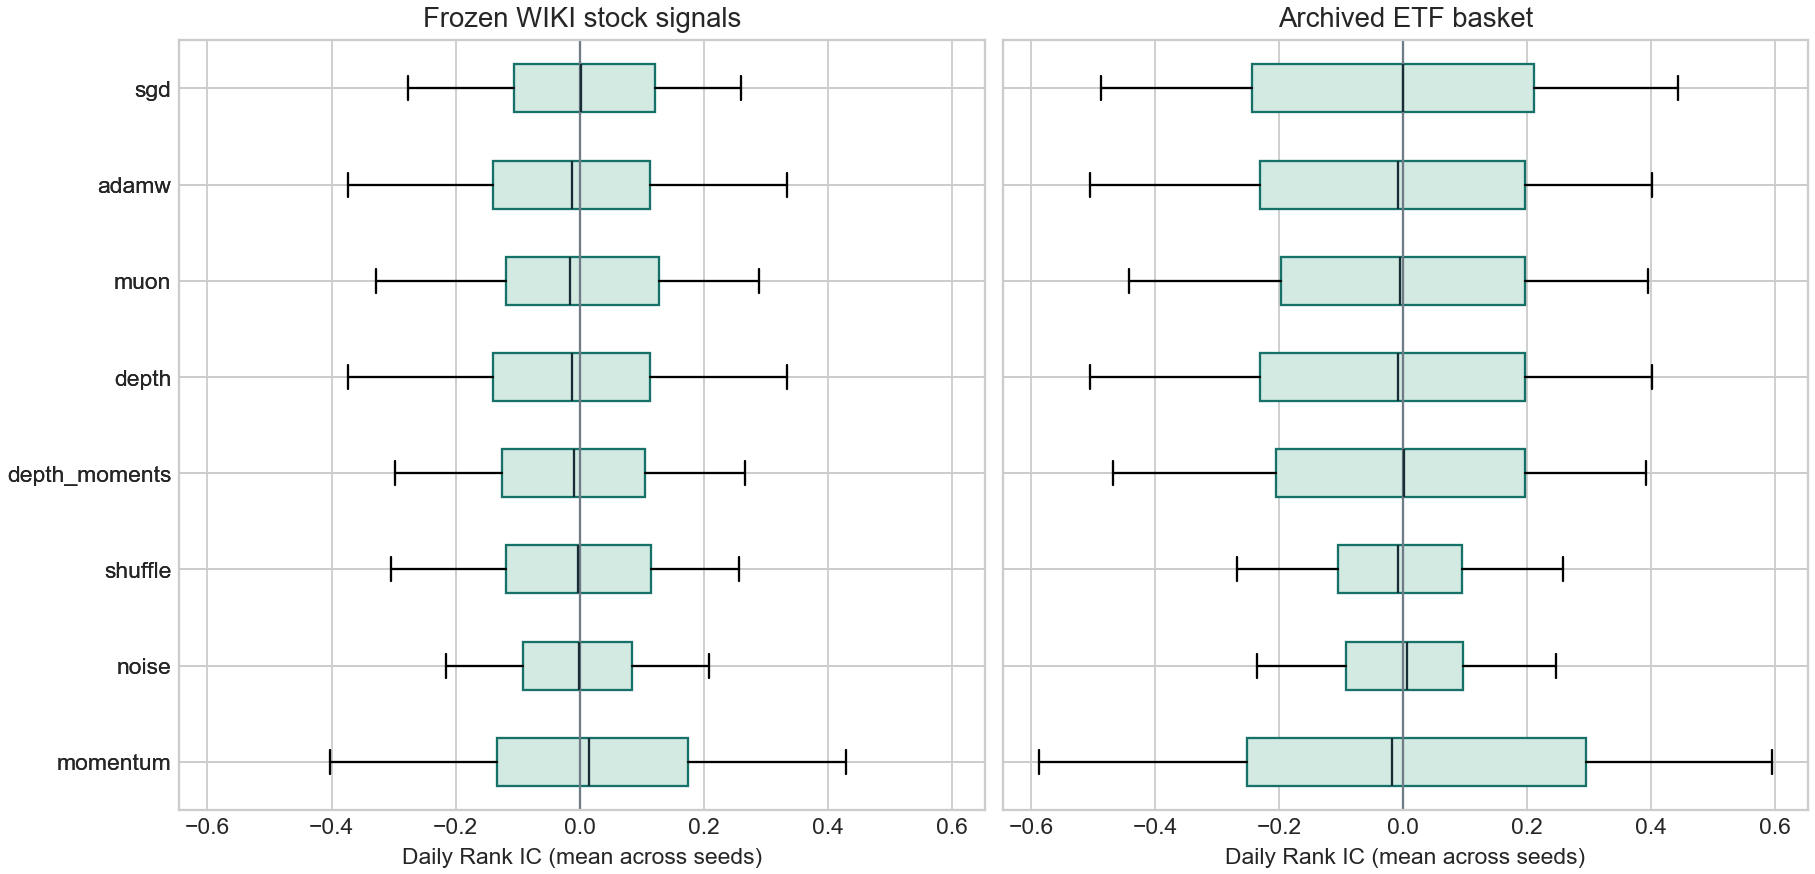 Frozen WIKI stock signals
Archived ETF basket
sgd
adamw
muon
depth
depth_moments
shuffle
noise
momentum
−0.6 −0.4 −0.2 0.0 0.2 0.4 0.6
−0.6 −0.4 −0.2 0.0 0.2 0.4 0.6
Daily Rank IC (mean across seeds)
Daily Rank IC (mean across seeds)